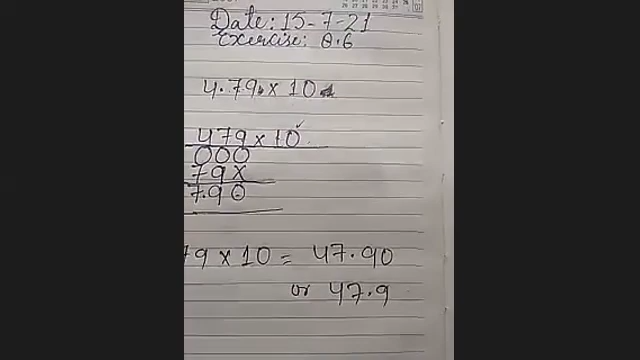 Date: 15-7-21
Exercise: 8.6
4.79 x 10
479 x 10
000
79x
7.90
79 x 10 = 47.90
or 47.9